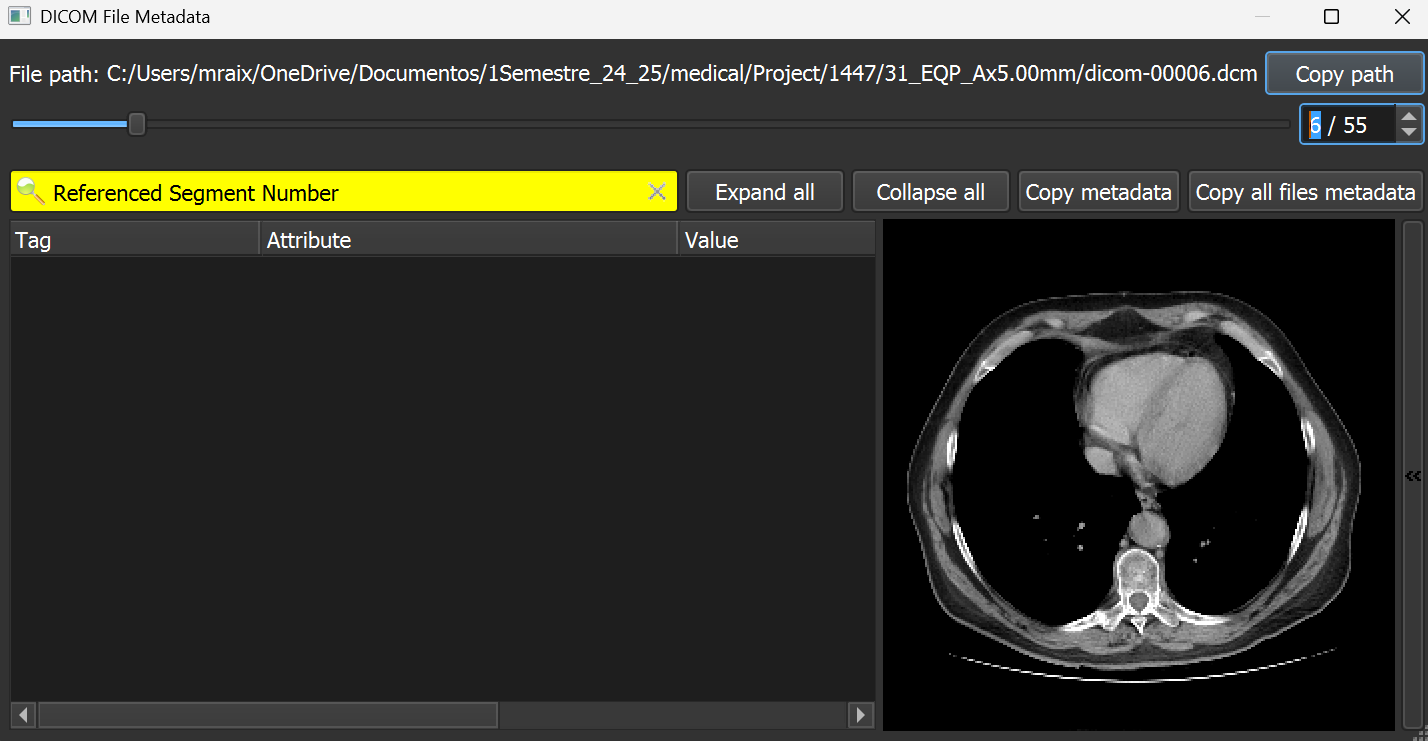 DICOM File Metadata
File path: C:/Users/mraix/OneDrive/Documentos/1Semestre_24_25/medical/Project/1447/31_EQP_Ax5.00mm/dicom-00006.dcm Copy path
6 / 55
Referenced Segment Number Expand all Collapse all Copy metadata Copy all files metadata
Tag Attribute Value